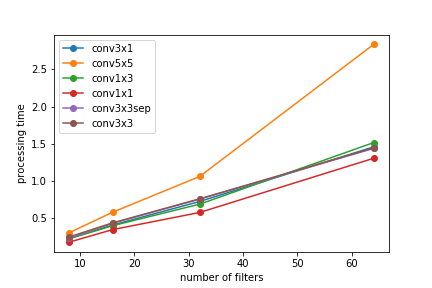 conv3x1
conv5x5
conv1x3
conv1x1
conv3x3sep
conv3x3
2.5
2.0
1.5
1.0
0.5
processing time
10 20 30 40 50 60
number of filters